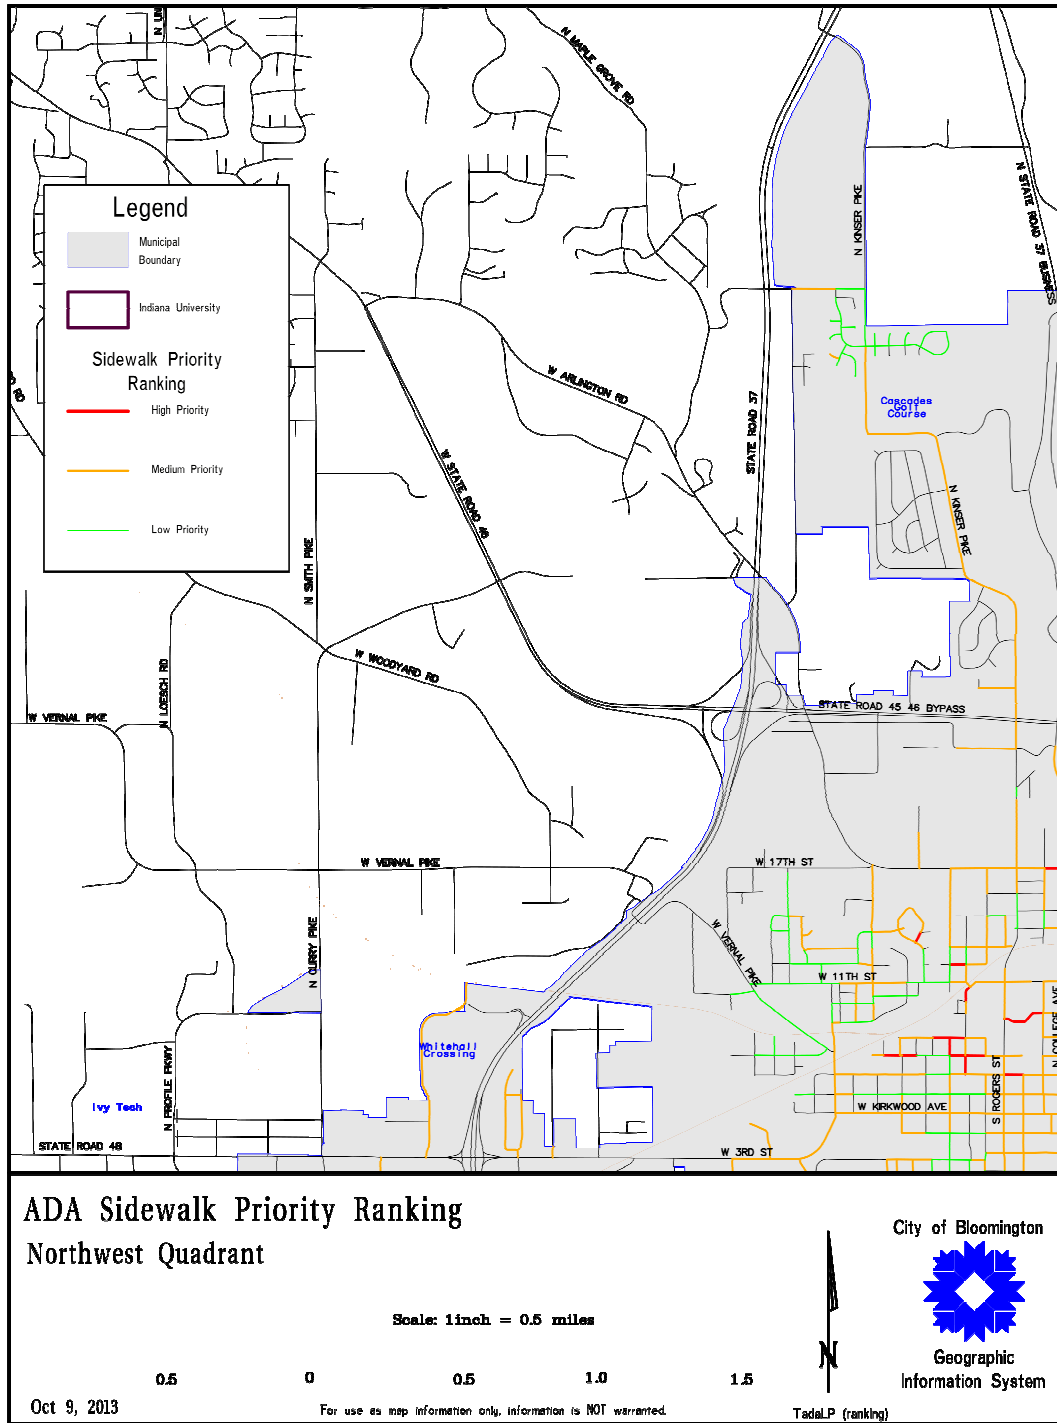 N UNI
N MAPLE GROVE RD
N KINSER PIKE
N STATE ROAD 37 BUSINESS
Legend
Municipal
Boundary
Indiana University
Sidewalk Priority
Ranking
High Priority
Medium Priority
Low Priority
RD
W ARLINGTON RD
STATE ROAD 37
Cascades
Golf
Course
W STATE ROAD 46
N KINSER PIKE
N SMITH PIKE
W WOODYARD RD
N LOESCH RD
W VERNAL PIKE
STATE ROAD 45 46 BYPASS
W VERNAL PIKE
W 17TH ST
N CURRY PIKE
W VERNAL PIKE
W 11TH ST
N COLLEGE AVE
Whitehall
Crossing
N PROFILE PKWY
Ivy Tech
S ROGERS ST
W KIRKWOOD AVE
STATE ROAD 48
W 3RD ST
ADA Sidewalk Priority Ranking
Northwest Quadrant
City of Bloomington
Scale: 1 inch = 0.5 miles
N
Geographic
Information System
0.5 0 0.5 1.0 1.5
Oct 9, 2013
For use as map information only, information is NOT warranted.
TadaLP (ranking)